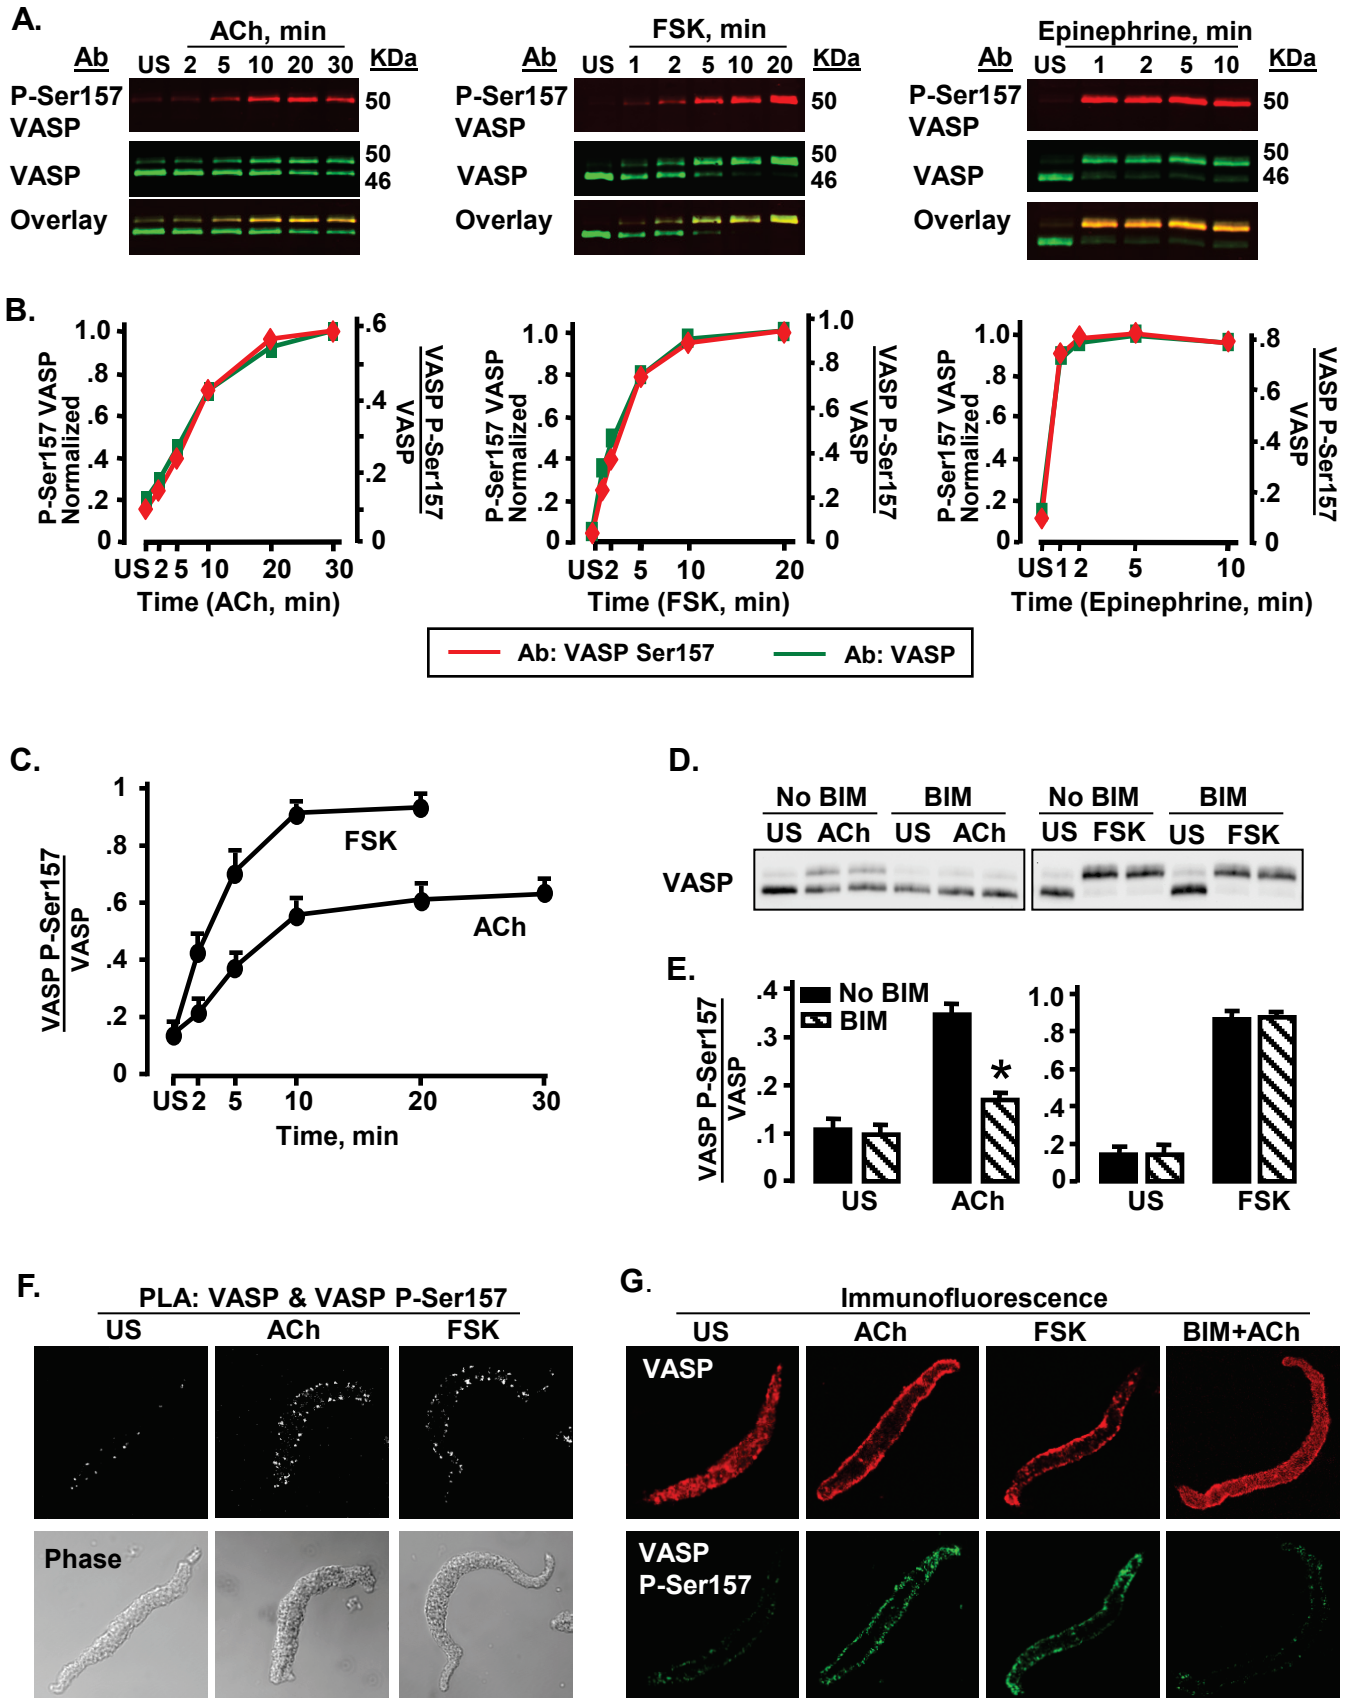 A.
ACh, min
Ab US 2 5 10 20 30 KDa
P-Ser157 VASP 50
VASP 50 46
Overlay
FSK, min
Ab US 1 2 5 10 20 KDa
P-Ser157 VASP 50
VASP 50 46
Overlay
Epinephrine, min
Ab US 1 2 5 10 KDa
P-Ser157 VASP 50
VASP 50 46
Overlay
B.
P-Ser157 VASP Normalized
1.0 .8 .6 .4 .2 0
.6 .4 .2 0
VASP P-Ser157
VASP
US 2 5 10 20 30
Time (ACh, min)
P-Ser157 VASP Normalized
1.0 .8 .6 .4 .2 0
1.0 .8 .6 .4 .2 0
VASP P-Ser157
VASP
US 2 5 10 20
Time (FSK, min)
P-Ser157 VASP Normalized
1.0 .8 .6 .4 .2 0
.8 .6 .4 .2 0
VASP P-Ser157
VASP
US 1 2 5 10
Time (Epinephrine, min)
Ab: VASP Ser157 Ab: VASP
C.
VASP P-Ser157
VASP
1 .8 .6 .4 .2 0
FSK
ACh
US 2 5 10 20 30
Time, min
D.
No BIM BIM No BIM BIM
US ACh US ACh US FSK US FSK
VASP
E.
VASP P-Ser157
VASP
.4 .3 .2 .1 0
No BIM
BIM
*
US ACh
1.0 .8 .6 .4 .2 0
US FSK
F.
PLA: VASP & VASP P-Ser157
US ACh FSK
Phase
G.
Immunofluorescence
US ACh FSK BIM+ACh
VASP
VASP
P-Ser157